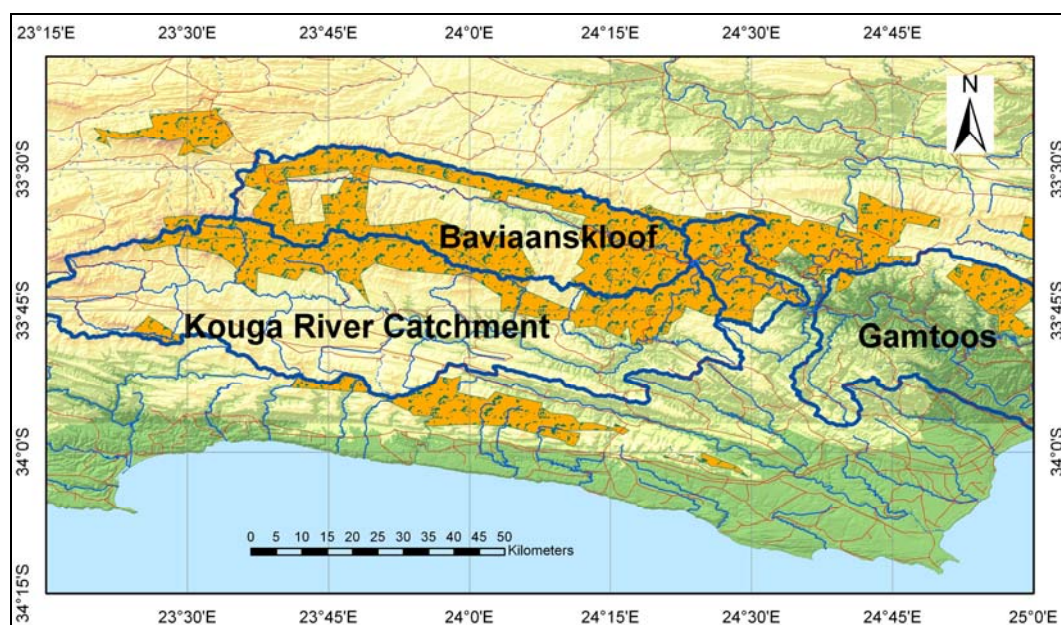 23°15'E 23°30'E 23°45'E 24°0'E 24°15'E 24°30'E 24°45'E
N
33°30'S 33°30'S
Baviaanskloof
33°45'S 33°45'S
Kouga River Catchment
Gamtoos
34°0'S 34°0'S
0 5 10 15 20 25 30 35 40 45 50
Kilometers
34°15'S
23°30'E 23°45'E 24°0'E 24°15'E 24°30'E 24°45'E 25°0'E